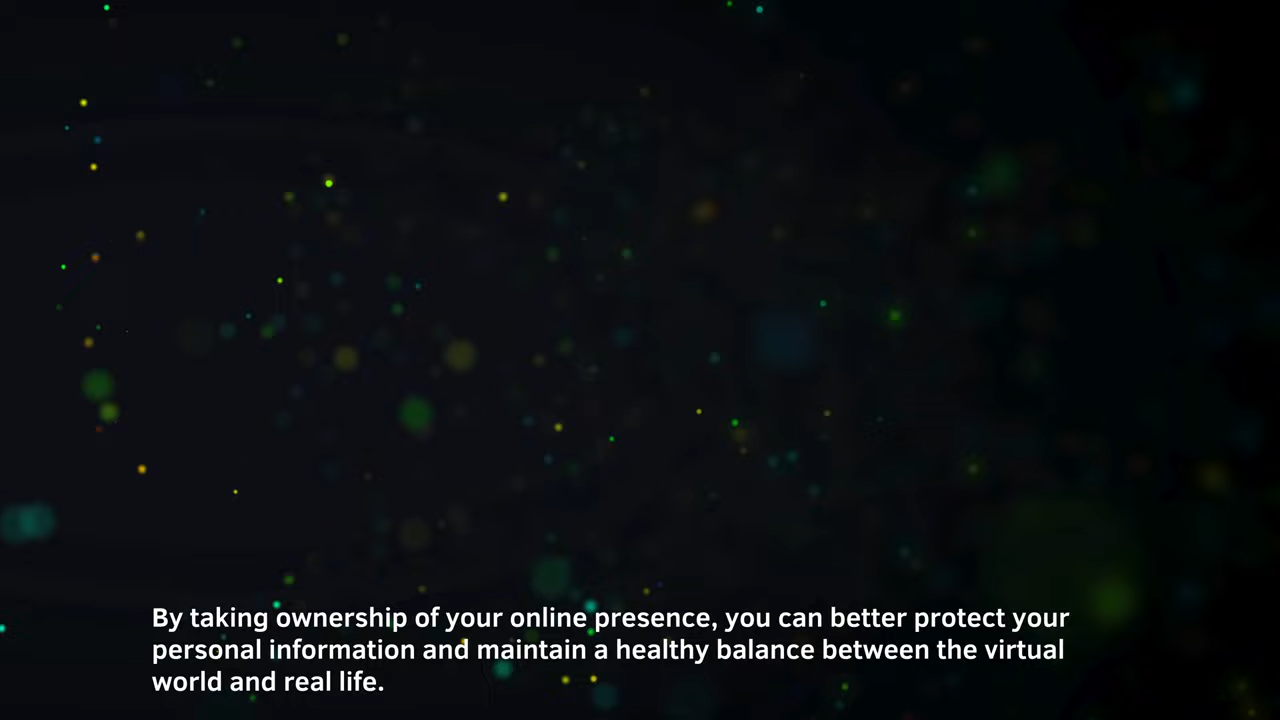 By taking ownership of your online presence, you can better protect your
personal information and maintain a healthy balance between the virtual
world and real life.